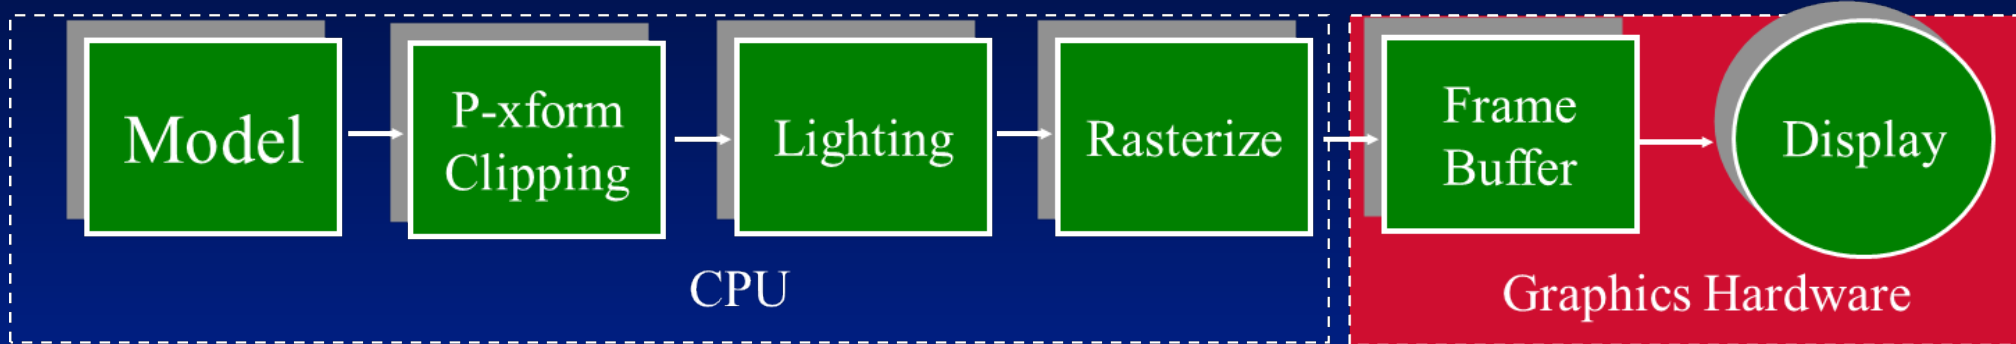 Model
P-xform
Clipping
Lighting
Rasterize
Frame
Buffer
Display
CPU
Graphics Hardware